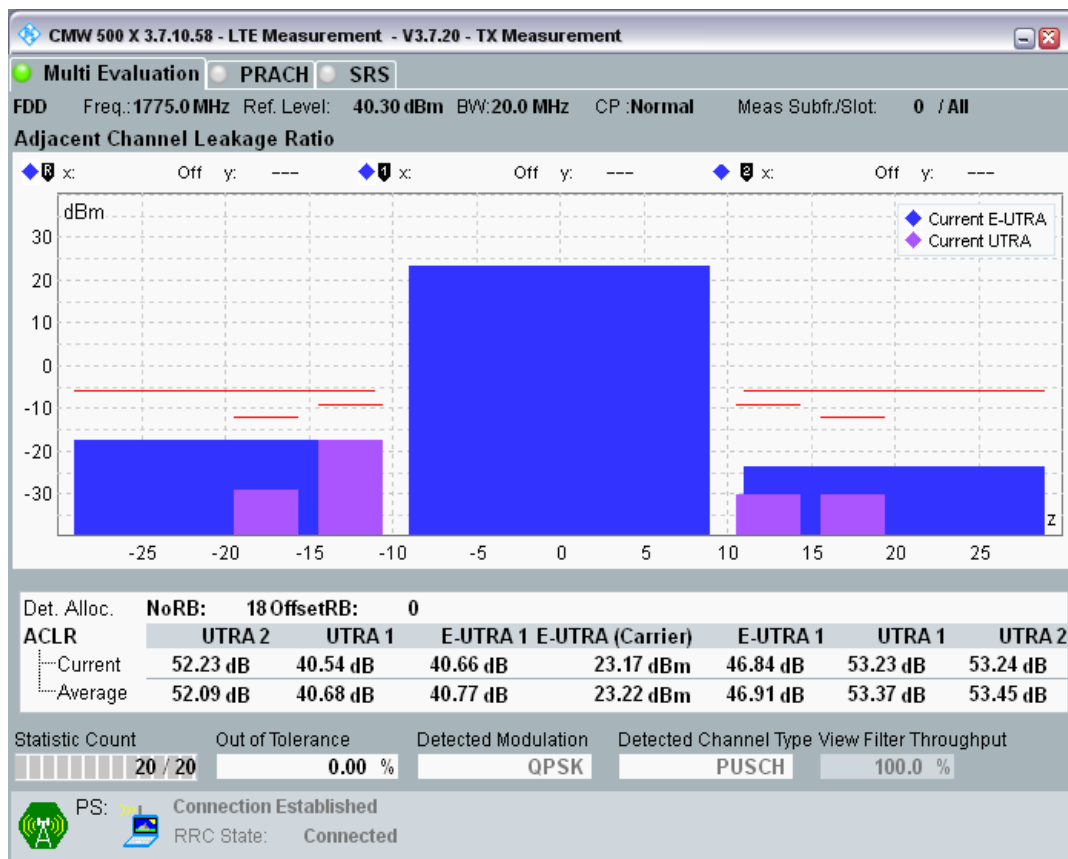 CMW 500 X 3.7.10.58 - LTE Measurement - V3.7.20 - TX Measurement
Multi Evaluation PRACH SRS
FDD Freq.:1775.0 MHz Ref. Level: 40.30 dBm BW:20.0 MHz CP :Normal Meas Subfr./Slot: 0 / All
Adjacent Channel Leakage Ratio
R x: Off y: --- 1 x: Off y: --- 2 x: Off y: ---
dBm
Current E-UTRA
Current UTRA
30
20
10
0
-10
-20
-30
z
-25 -20 -15 -10 -5 0 5 10 15 20 25
Det. Alloc. NoRB: 18 OffsetRB: 0
ACLR UTRA 2 UTRA 1 E-UTRA 1 E-UTRA (Carrier) E-UTRA 1 UTRA 1 UTRA 2
Current 52.23 dB 40.54 dB 40.66 dB 23.17 dBm 46.84 dB 53.23 dB 53.24 dB
Average 52.09 dB 40.68 dB 40.77 dB 23.22 dBm 46.91 dB 53.37 dB 53.45 dB
Statistic Count Out of Tolerance Detected Modulation Detected Channel Type View Filter Throughput
20 / 20 0.00 % QPSK PUSCH 100.0 %
PS: Connection Established
RRC State: Connected